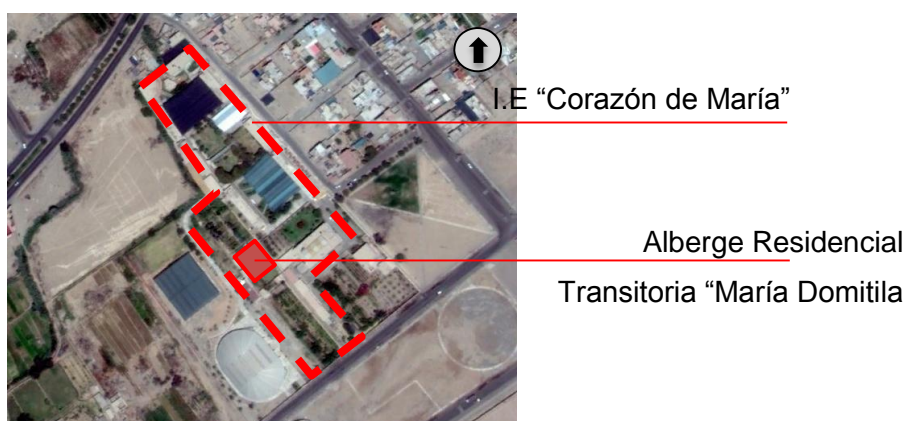 I.E “Corazón de María”
Alberge Residencial
Transitoria “María Domitila